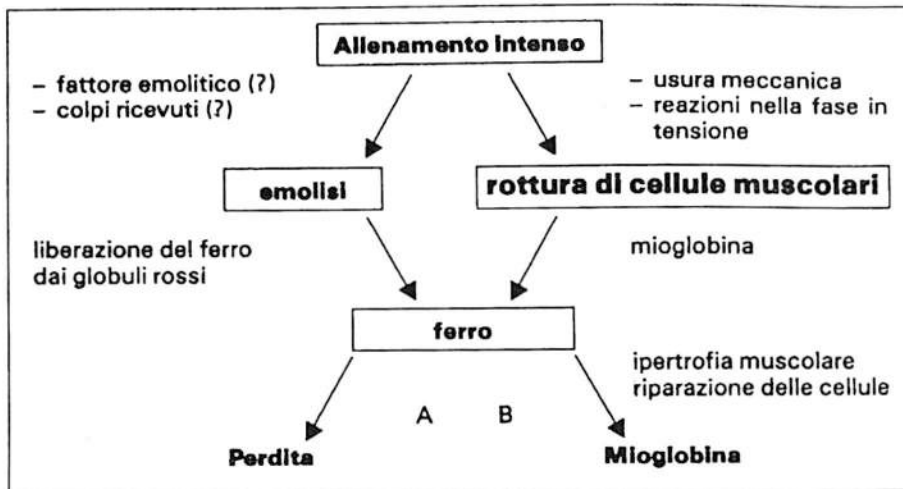 Allenamento intenso
– fattore emolitico (?)
– colpi ricevuti (?)
– usura meccanica
– reazioni nella fase in
tensione
emolisi
rottura di cellule muscolari
liberazione del ferro
dai globuli rossi
mioglobina
ferro
ipertrofia muscolare
riparazione delle cellule
A
B
Perdita
Mioglobina